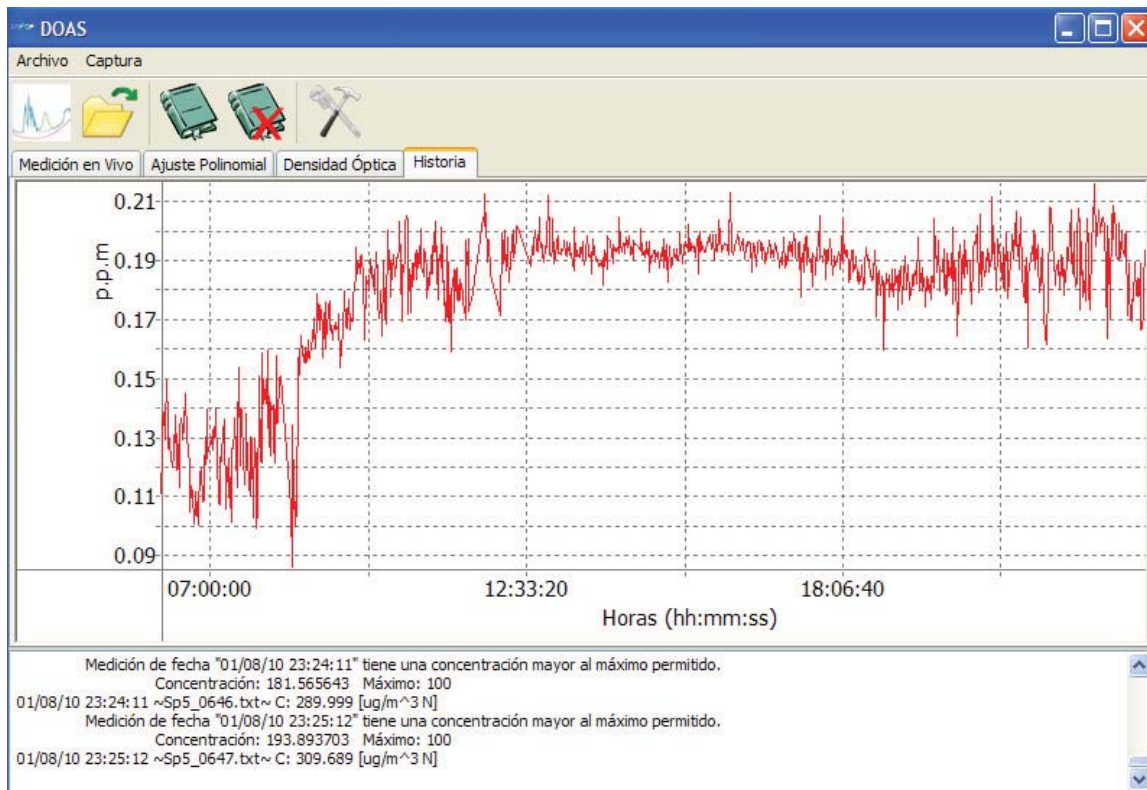 DOAS
Archivo Captura
Medición en Vivo Ajuste Polinomial Densidad Óptica Historia
0.21
0.19
0.17
0.15
0.13
0.11
0.09
p.p.m
07:00:00 12:33:20 18:06:40
Horas (hh:mm:ss)
Medición de fecha "01/08/10 23:24:11" tiene una concentración mayor al máximo permitido.
Concentración: 181.565643 Máximo: 100
01/08/10 23:24:11 ~Sp5_0646.txt~ C: 289.999 [ug/m^3 N]
Medición de fecha "01/08/10 23:25:12" tiene una concentración mayor al máximo permitido.
Concentración: 193.893703 Máximo: 100
01/08/10 23:25:12 ~Sp5_0647.txt~ C: 309.689 [ug/m^3 N]